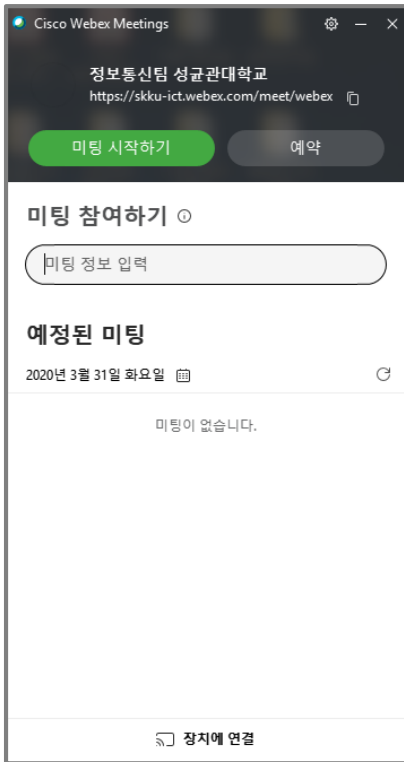 Cisco Webex Meetings
정보통신팀 성균관대학교
https://skku-ict.webex.com/meet/webex
미팅 시작하기 예약
미팅 참여하기
미팅 정보 입력
예정된 미팅
2020년 3월 31일 화요일
미팅이 없습니다.
장치에 연결